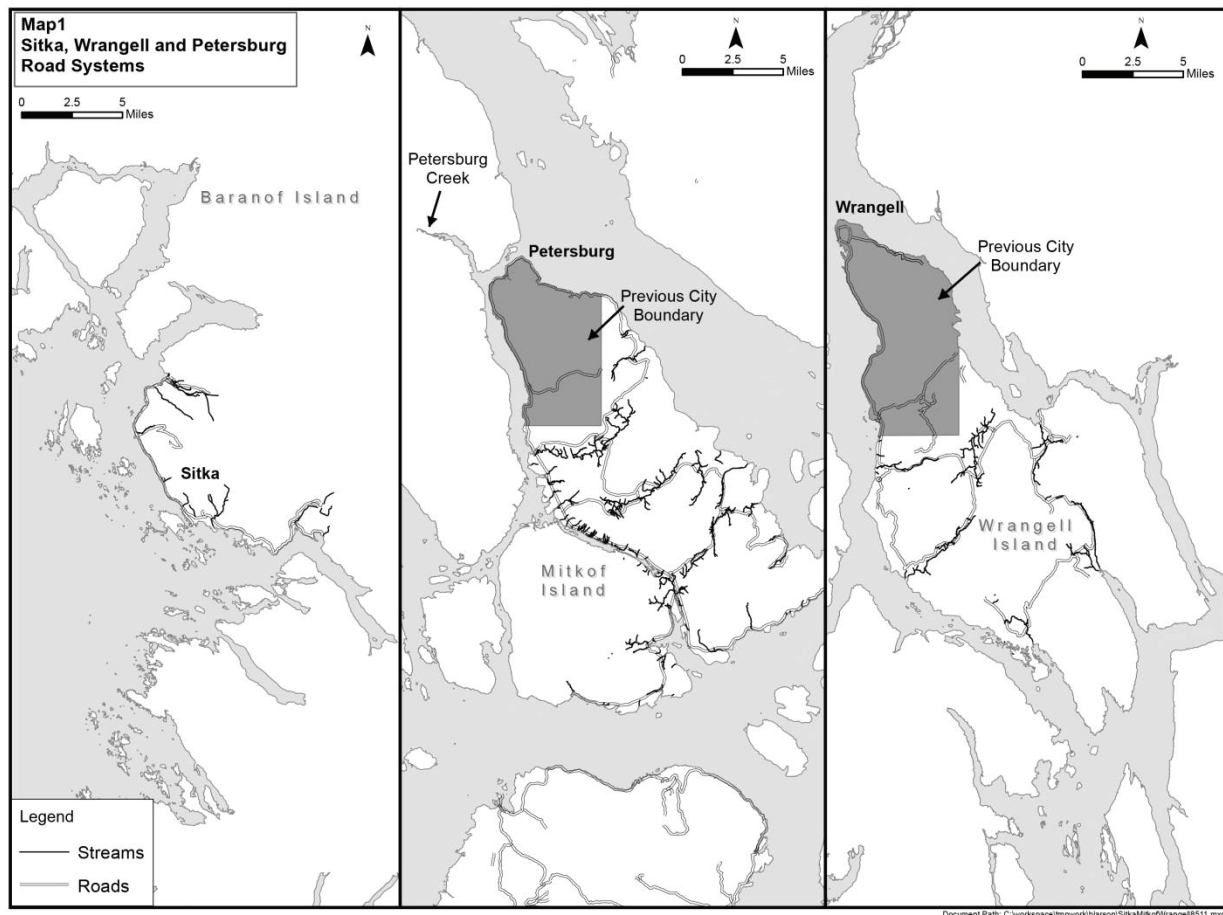 Map1
Sitka, Wrangell and Petersburg
Road Systems
N
0 2.5 5
Miles
Baranof Island
Sitka
Legend
Streams
Roads
N
0 2.5 5
Miles
Petersburg
Creek
Petersburg
Previous City
Boundary
Mitkof
Island
N
0 2.5 5
Miles
Wrangell
Previous City
Boundary
Wrangell
Island